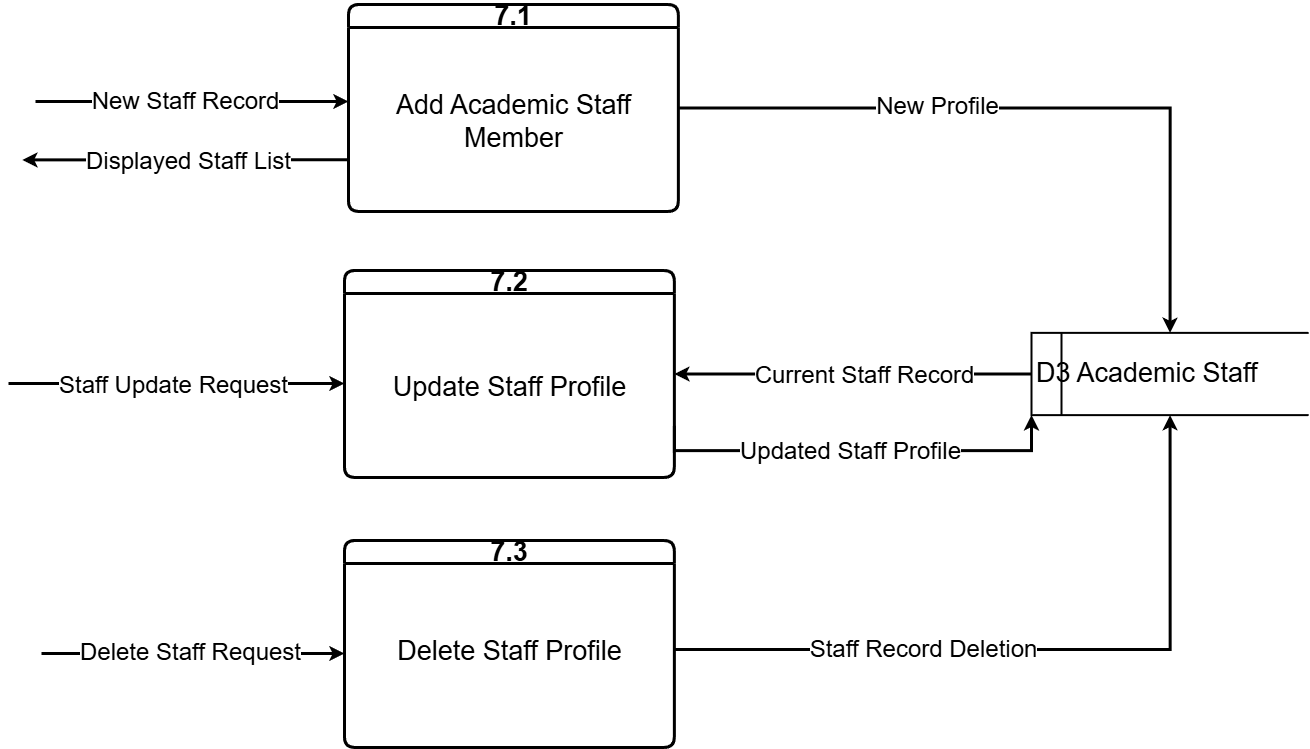 7.1
New Staff Record
Add Academic Staff
Member
New Profile
Displayed Staff List
7.2
Staff Update Request
Update Staff Profile
Current Staff Record
D3 Academic Staff
Updated Staff Profile
7.3
Delete Staff Request
Delete Staff Profile
Staff Record Deletion